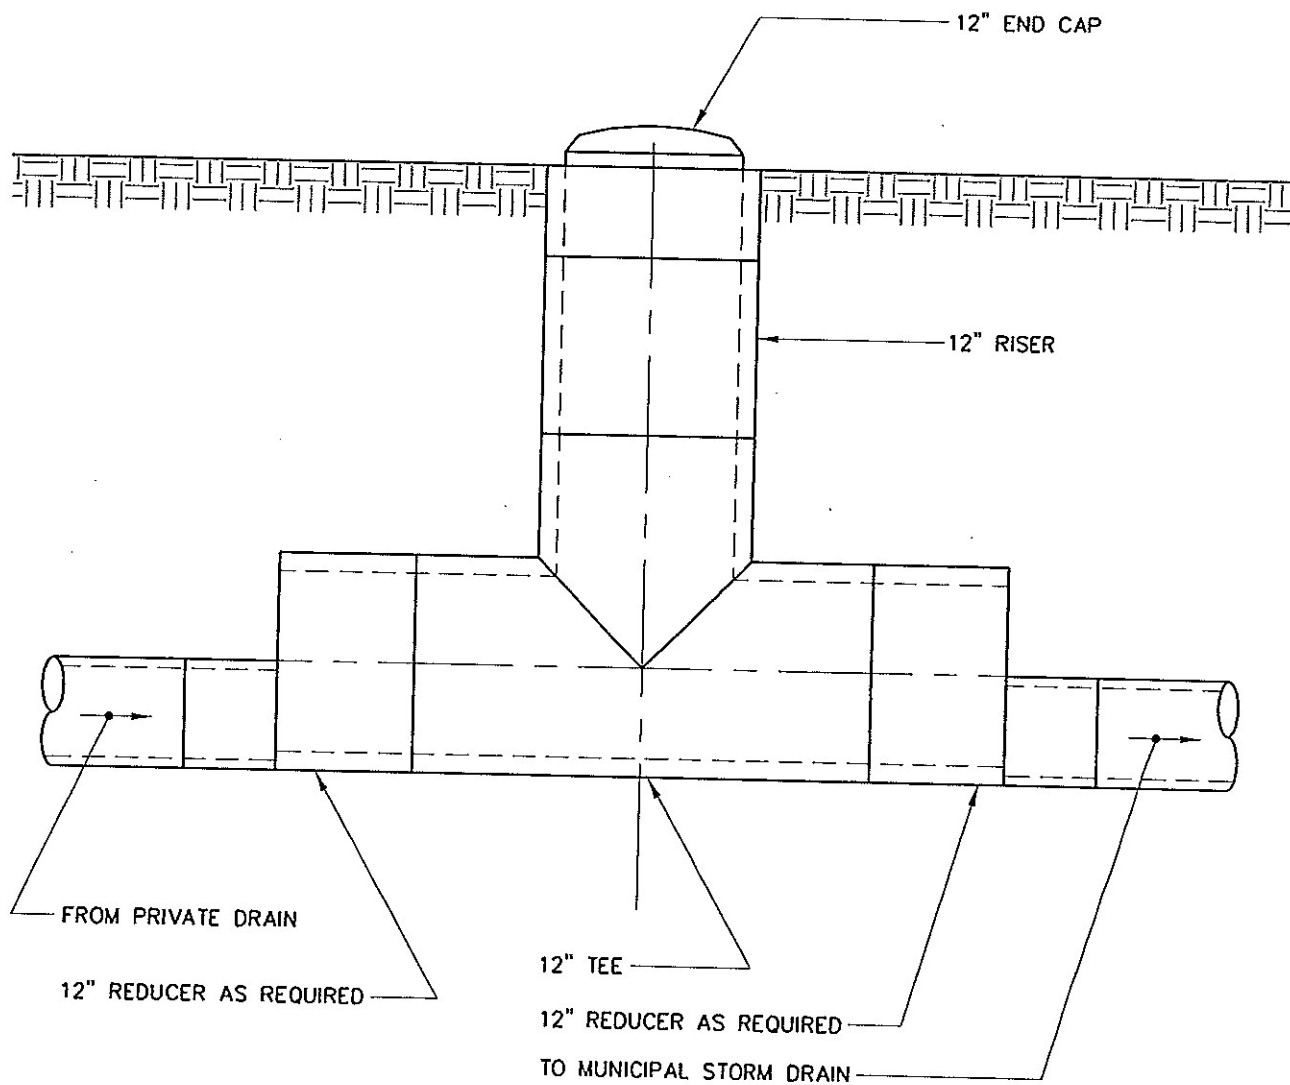 12" END CAP
12" RISER
FROM PRIVATE DRAIN
12" REDUCER AS REQUIRED
12" TEE
12" REDUCER AS REQUIRED
TO MUNICIPAL STORM DRAIN